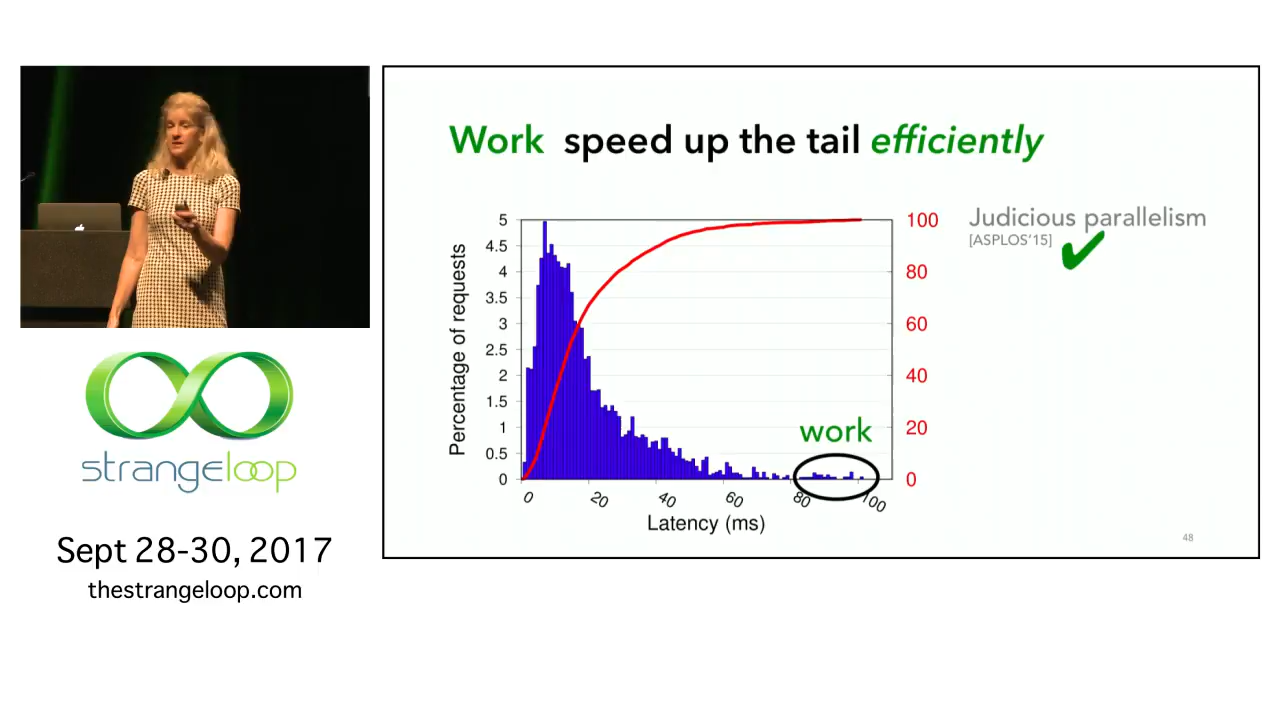 Work speed up the tail efficiently
Judicious parallelism
[ASPLOS'15]
Percentage of requests
5
4.5
4
3.5
3
2.5
2
1.5
1
0.5
0
100
80
60
40
20
0
work
0
20
40
60
80
100
Latency (ms)
48
strangeloop
Sept 28-30, 2017
thestrangeloop.com